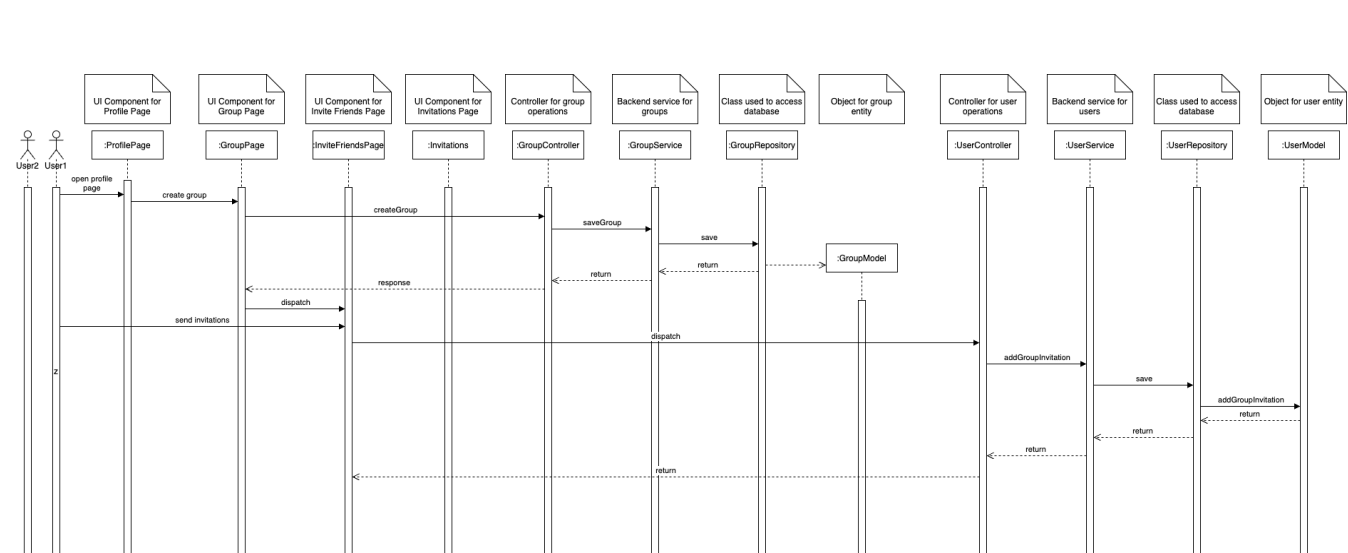 UI Component for
Profile Page
UI Component for
Group Page
UI Component for
Invite Friends Page
UI Component for
Invitations Page
Controller for group
operations
Backend service for
groups
Class used to access
database
Object for group
entity
Controller for user
operations
Backend service for
users
Class used to access
database
Object for user entity
User2
User1
:ProfilePage
:GroupPage
:InviteFriendsPage
:Invitations
:GroupController
:GroupService
:GroupRepository
:UserController
:UserService
:UserRepository
:UserModel
open profile
page
create group
createGroup
saveGroup
save
:GroupModel
return
return
response
dispatch
send invitations
dispatch
addGroupInvitation
z
save
addGroupInvitation
return
return
return
return